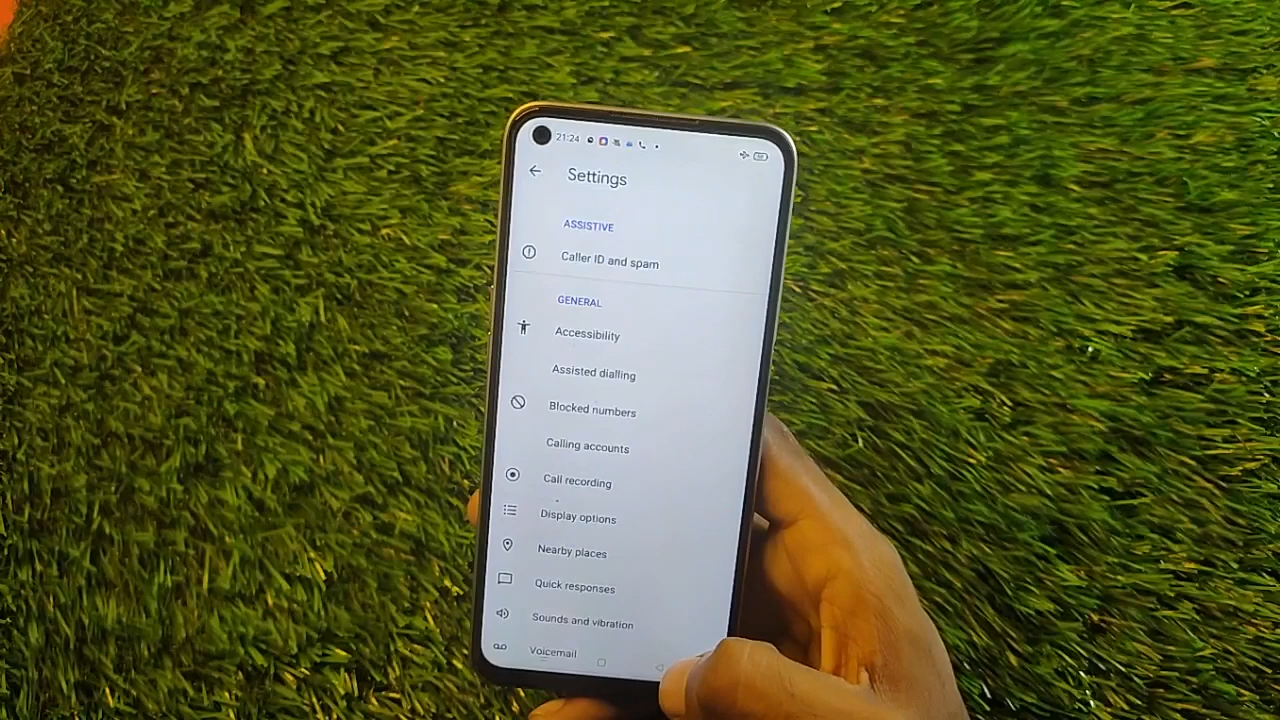 21:24
Settings
ASSISTIVE
Caller ID and spam
GENERAL
Accessibility
Assisted dialling
Blocked numbers
Calling accounts
Call recording
Display options
Nearby places
Quick responses
Sounds and vibration
Voicemail